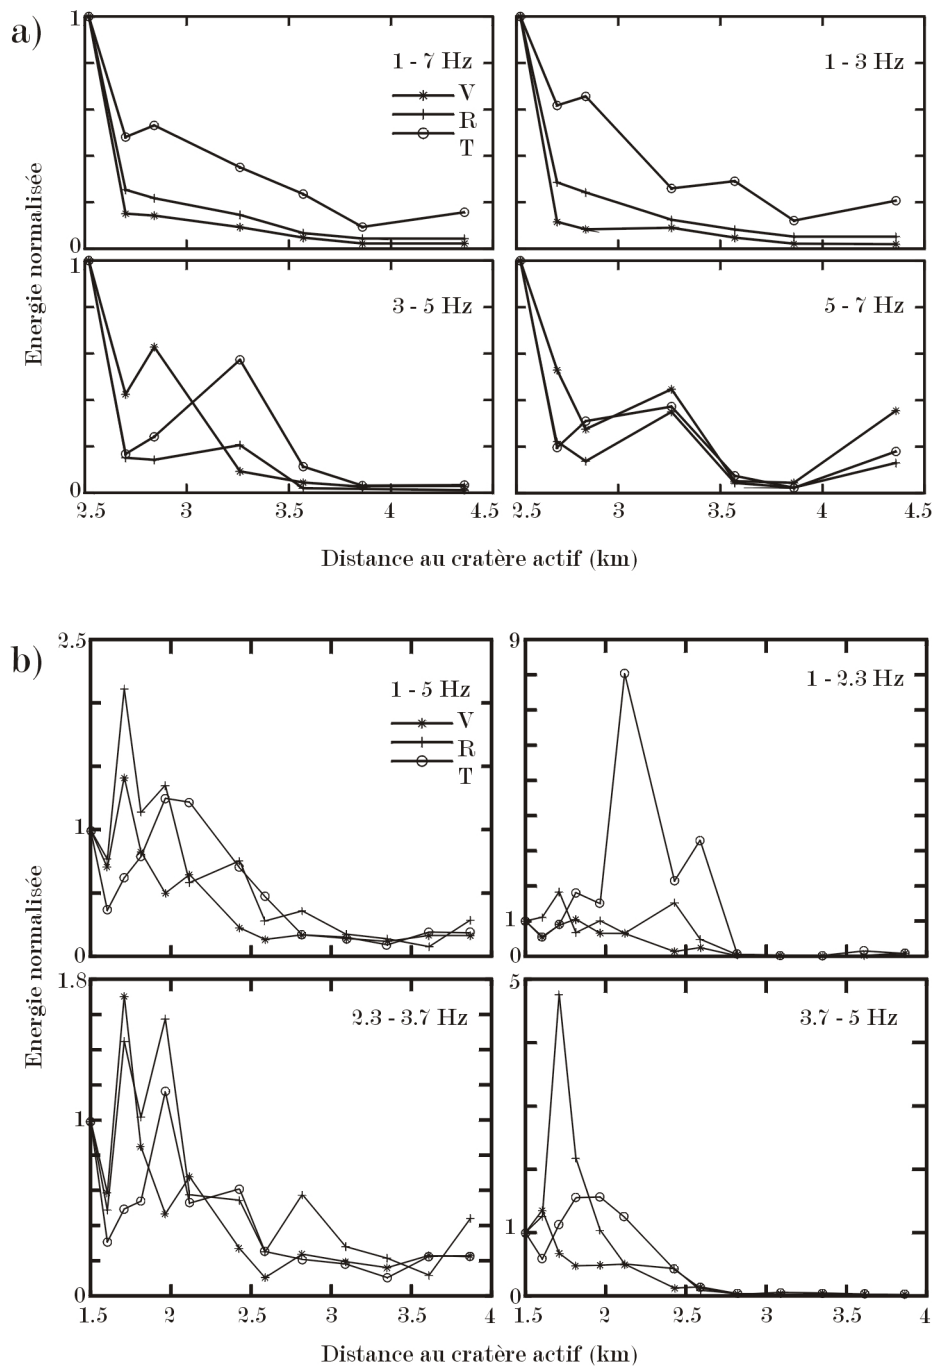 a)
1
1 - 7 Hz
V
R
T
0
1 - 3 Hz
1
3 - 5 Hz
0
5 - 7 Hz
2.5 3 3.5 4 4.5
2.5 3 3.5 4 4.5
Energie normalisée
Distance au cratère actif (km)
b)
2.5
1 - 5 Hz
V
R
T
1
0
9
1 - 2.3 Hz
1
0
1.8
2.3 - 3.7 Hz
1
0
5
3.7 - 5 Hz
1
0
1.5 2 2.5 3 3.5
1.5 2 2.5 3 3.5 4
Energie normalisée
Distance au cratère actif (km)